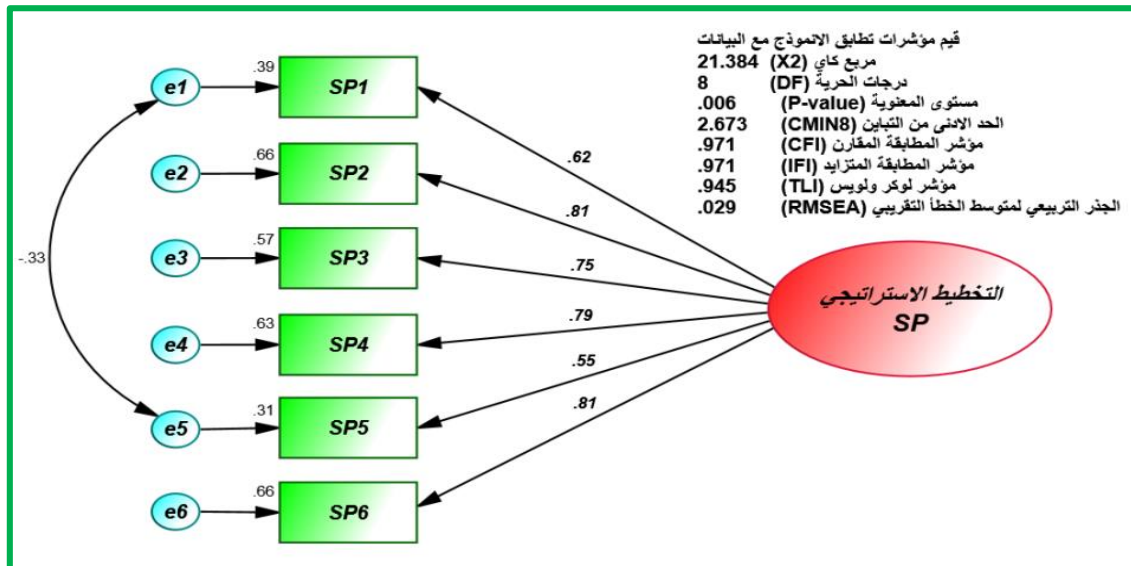 قيم مؤشرات تطابق الانموذج مع البيانات
مربع كاي (X2) 21.384
درجات الحرية (DF) 8
مستوى المعنوية (P-value) .006
الحد الادنى من التباين (CMIN8) 2.673
مؤشر المطابقة المقارن (CFI) .971
مؤشر المطابقة المتزايد (IFI) .971
مؤشر لوكر ولويس (TLI) .945
الجذر التربيعي لمتوسط الخطأ التقريبي (RMSEA) .029
e1 .39 SP1 .62
e2 .66 SP2 .81
e3 .57 SP3 .75
e4 .63 SP4 .79
e5 .31 SP5 .55
e6 .66 SP6 .81
-.33
التخطيط الاستراتيجي
SP